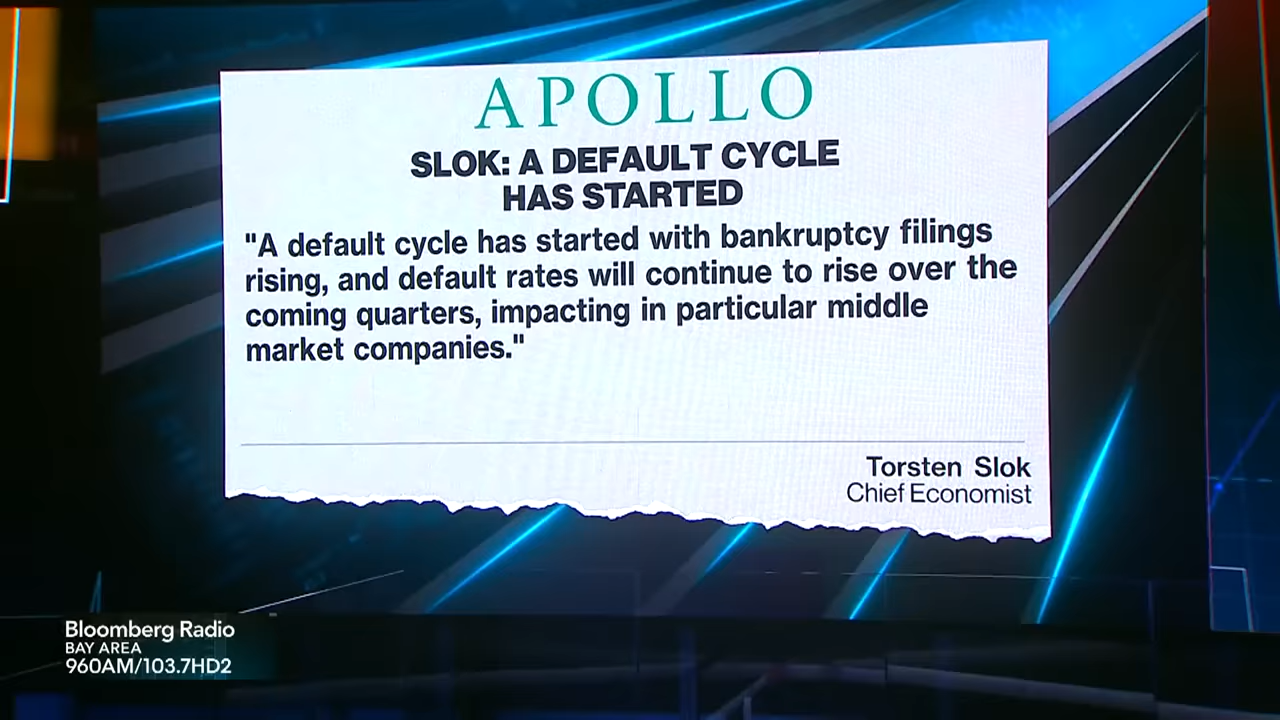 APOLLO
SLOK: A DEFAULT CYCLE
HAS STARTED
"A default cycle has started with bankruptcy filings
rising, and default rates will continue to rise over the
coming quarters, impacting in particular middle
market companies."
Torsten Slok
Chief Economist
Bloomberg Radio
BAY AREA
960AM/103.7HD2